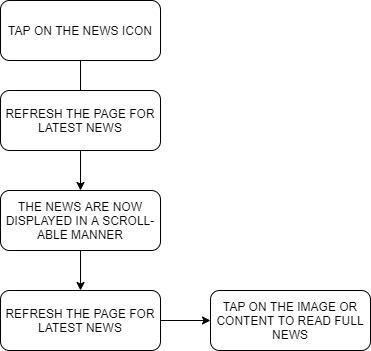 TAP ON THE NEWS ICON
REFRESH THE PAGE FOR
LATEST NEWS
THE NEWS ARE NOW
DISPLAYED IN A SCROLL-
ABLE MANNER
REFRESH THE PAGE FOR
LATEST NEWS
TAP ON THE IMAGE OR
CONTENT TO READ FULL
NEWS